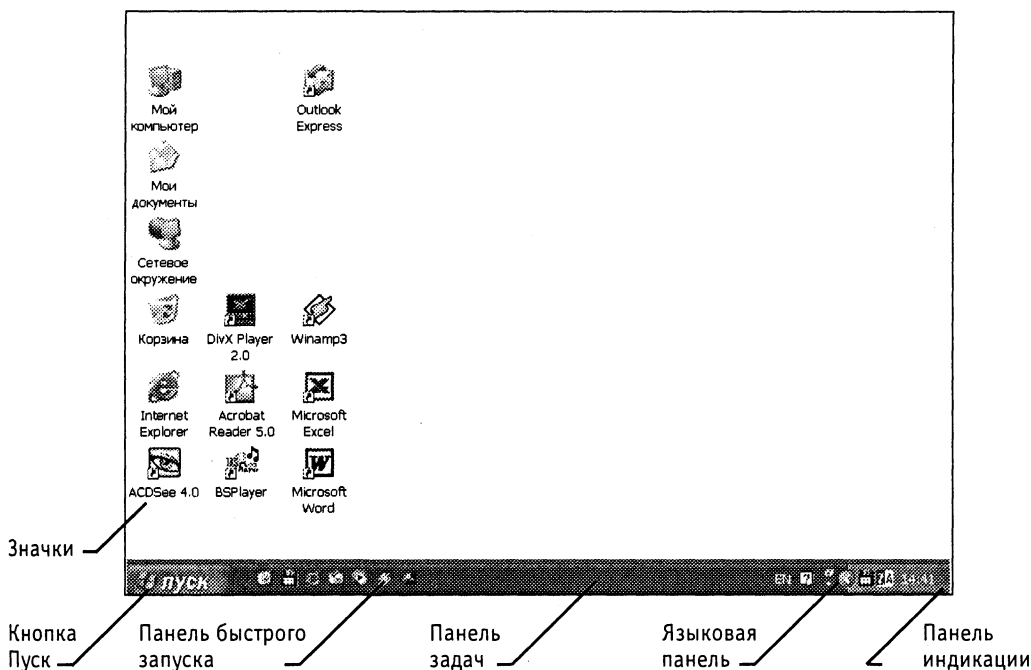 Мой
компьютер
Outlook
Express
Мои
документы
Сетевое
окружение
Корзина
DivX Player
2.0
Winamp3
Internet
Explorer
Acrobat
Reader 5.0
Microsoft
Excel
ACDSee 4.0
BSPlayer
Microsoft
Word
Значки
пуск
EN
14:41
Кнопка
Пуск
Панель быстрого
запуска
Панель
задач
Языковая
панель
Панель
индикации